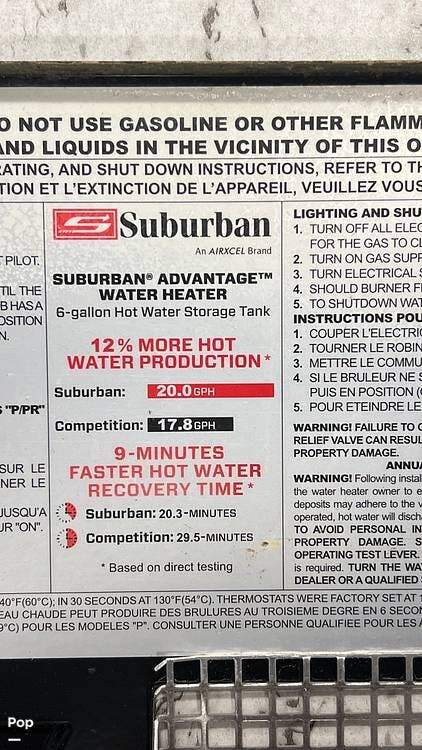 O NOT USE GASOLINE OR OTHER FLAMM
AND LIQUIDS IN THE VICINITY OF THIS O
RATING, AND SHUT DOWN INSTRUCTIONS, REFER TO TH
TION ET L'EXTINCTION DE L'APPAREIL, VEUILLEZ VOUS
T PILOT.
TIL THE
B HAS A
OSITION
N.
S "P/PR"
SUR LE
NER LE
JUSQU'A
UR "ON".
S Suburban
An AIRXCEL Brand
SUBURBAN® ADVANTAGE™
WATER HEATER
6-gallon Hot Water Storage Tank
12% MORE HOT
WATER PRODUCTION*
Suburban: 20.0 GPH
Competition: 17.8 GPH
9-MINUTES
FASTER HOT WATER
RECOVERY TIME*
Suburban: 20.3-MINUTES
Competition: 29.5-MINUTES
* Based on direct testing
LIGHTING AND SHU
1. TURN OFF ALL ELEC
FOR THE GAS TO CL
2. TURN ON GAS SUPP
3. TURN ELECTRICAL S
4. SHOULD BURNER F
5. TO SHUTDOWN WAT
INSTRUCTIONS POU
1. COUPER L'ELECTRIC
2. TOURNER LE ROBIN
3. METTRE LE COMMU
4. SI LE BRULEUR NE S
PUIS EN POSITION (
5. POUR ETEINDRE LE
WARNING! FAILURE TO C
RELIEF VALVE CAN RESUL
PROPERTY DAMAGE.
ANNUA
WARNING! Following instal
the water heater owner to e
deposits may adhere to the v
operated, hot water will disch
TO AVOID PERSONAL IN
PROPERTY DAMAGE. S
OPERATING TEST LEVER.
is required. TURN THE WA
DEALER OR A QUALIFIED S
40°F(60°C); IN 30 SECONDS AT 130°F(54°C). THERMOSTATS WERE FACTORY SET AT 1
EAU CHAUDE PEUT PRODUIRE DES BRULURES AU TROISIEME DEGRE EN 6 SECON
9°C) POUR LES MODELES "P". CONSULTER UNE PERSONNE QUALIFIEE POUR LES A
Pop